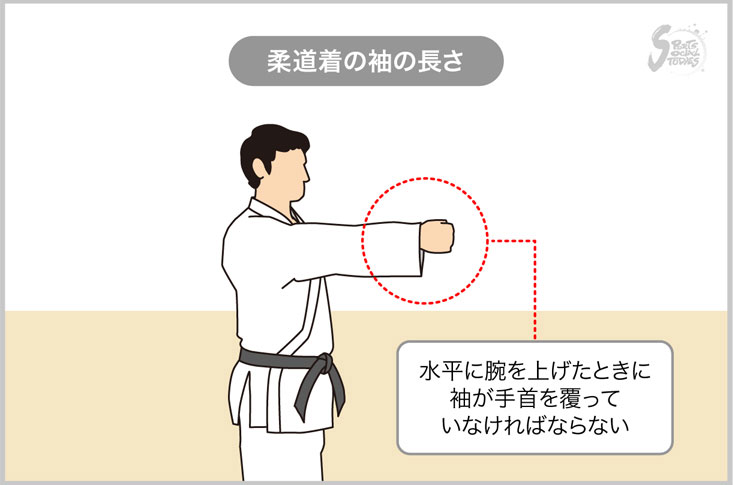 柔道着の袖の長さ
SPORTS
SOCIAL
STUDIES
水平に腕を上げたときに
袖が手首を覆って
いなければならない